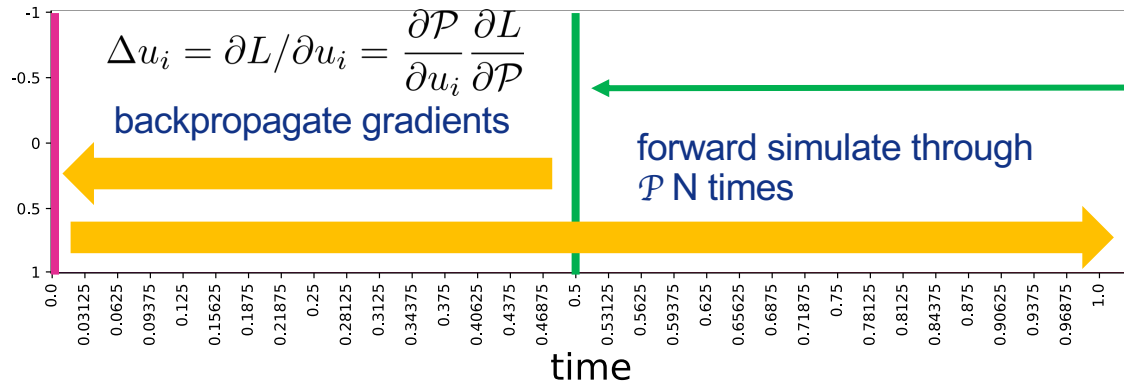 -1
-0.5
0
0.5
1
Δu_i = ∂L/∂u_i = ∂𝒫/∂u_i ∂L/∂𝒫
backpropagate gradients
forward simulate through
𝒫 N times
0.0 0.03125 0.0625 0.09375 0.125 0.15625 0.1875 0.21875 0.25 0.28125 0.3125 0.34375 0.375 0.40625 0.4375 0.46875 0.5 0.53125 0.5625 0.59375 0.625 0.65625 0.6875 0.71875 0.75 0.78125 0.8125 0.84375 0.875 0.90625 0.9375 0.96875 1.0
time